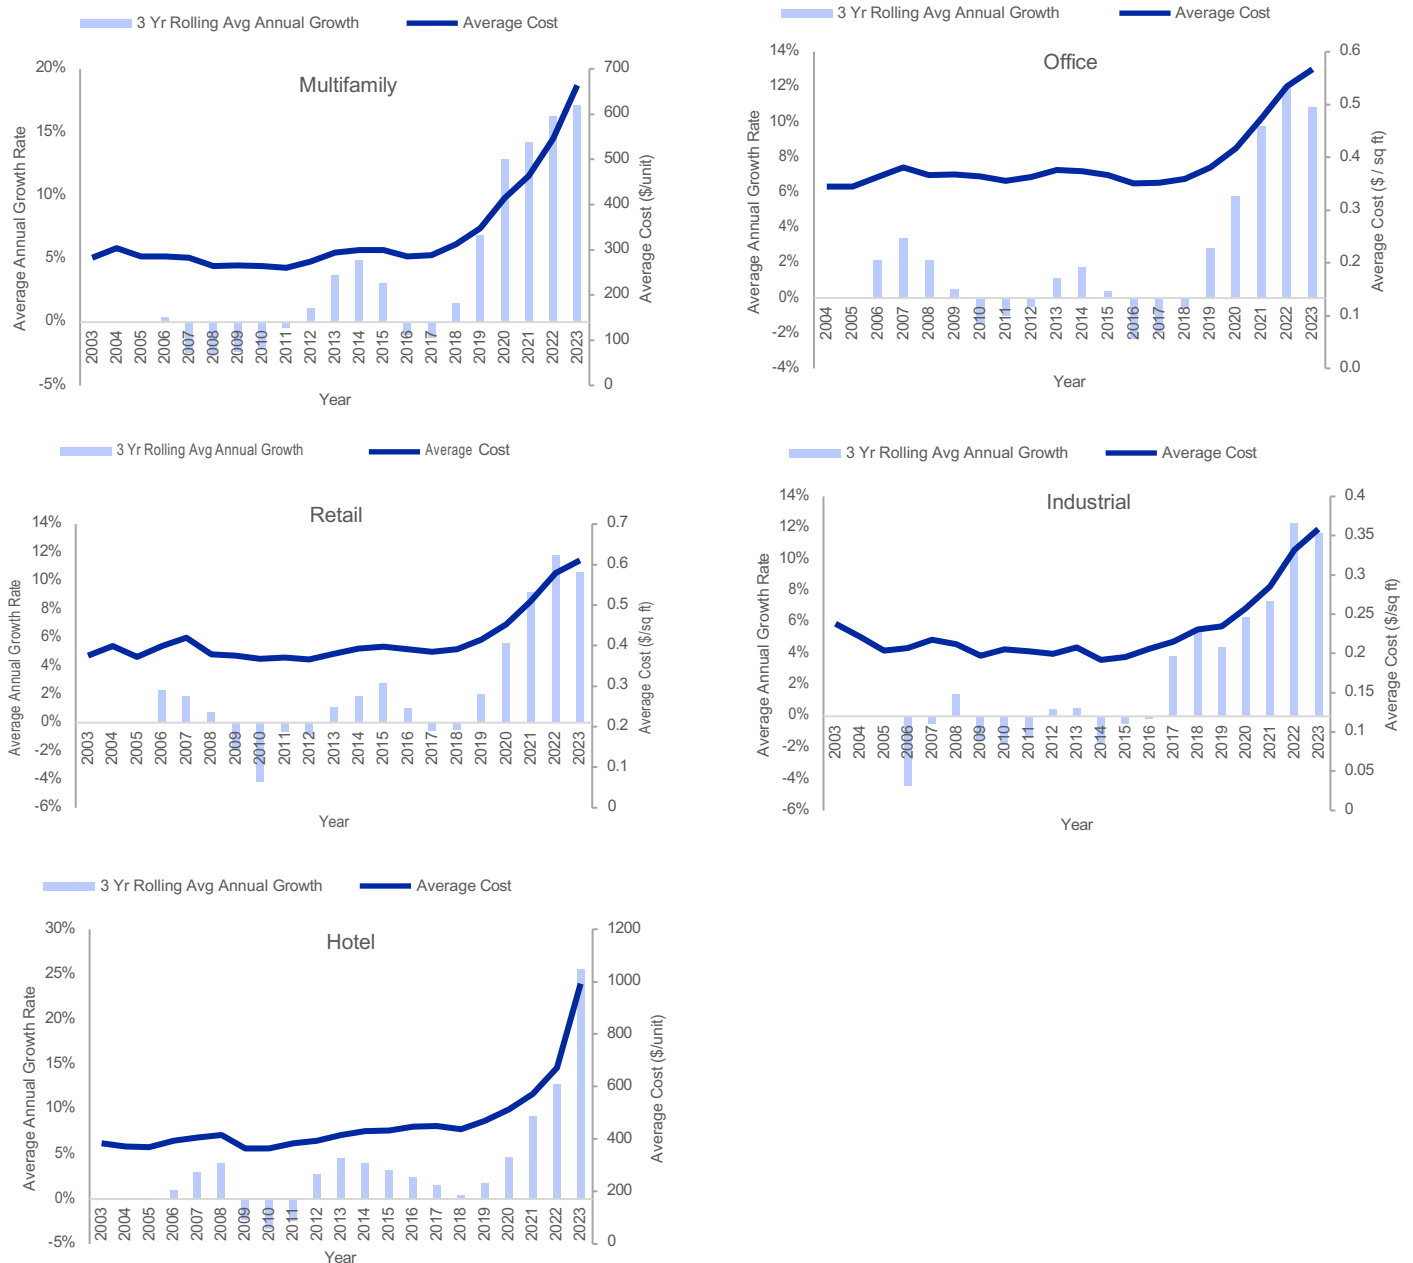 3 Yr Rolling Avg Annual Growth Average Cost
Multifamily
20%
15%
10%
5%
0%
-5%
Average Annual Growth Rate
700
600
500
400
300
200
100
0
Average Cost ($/unit)
2003 2004 2005 2006 2007 2008 2009 2010 2011 2012 2013 2014 2015 2016 2017 2018 2019 2020 2021 2022 2023
Year
3 Yr Rolling Avg Annual Growth Average Cost
Office
14%
12%
10%
8%
6%
4%
2%
0%
-2%
-4%
Average Annual Growth Rate
0.6
0.5
0.4
0.3
0.2
0.1
0.0
Average Cost ($ / sq ft)
2004 2005 2006 2007 2008 2009 2010 2011 2012 2013 2014 2015 2016 2017 2018 2019 2020 2021 2022 2023
Year
3 Yr Rolling Avg Annual Growth Average Cost
Retail
14%
12%
10%
8%
6%
4%
2%
0%
-2%
-4%
-6%
Average Annual Growth Rate
0.7
0.6
0.5
0.4
0.3
0.2
0.1
0
Average Cost ($/sq ft)
2003 2004 2005 2006 2007 2008 2009 2010 2011 2012 2013 2014 2015 2016 2017 2018 2019 2020 2021 2022 2023
Year
3 Yr Rolling Avg Annual Growth Average Cost
Industrial
14%
12%
10%
8%
6%
4%
2%
0%
-2%
-4%
-6%
Average Annual Growth Rate
0.4
0.35
0.3
0.25
0.2
0.15
0.1
0.05
0
Average Cost ($/sq ft)
2003 2004 2005 2006 2007 2008 2009 2010 2011 2012 2013 2014 2015 2016 2017 2018 2019 2020 2021 2022 2023
Year
3 Yr Rolling Avg Annual Growth Average Cost
Hotel
30%
25%
20%
15%
10%
5%
0%
-5%
Average Annual Growth Rate
1200
1000
800
600
400
200
0
Average Cost ($/unit)
2003 2004 2005 2006 2007 2008 2009 2010 2011 2012 2013 2014 2015 2016 2017 2018 2019 2020 2021 2022 2023
Year